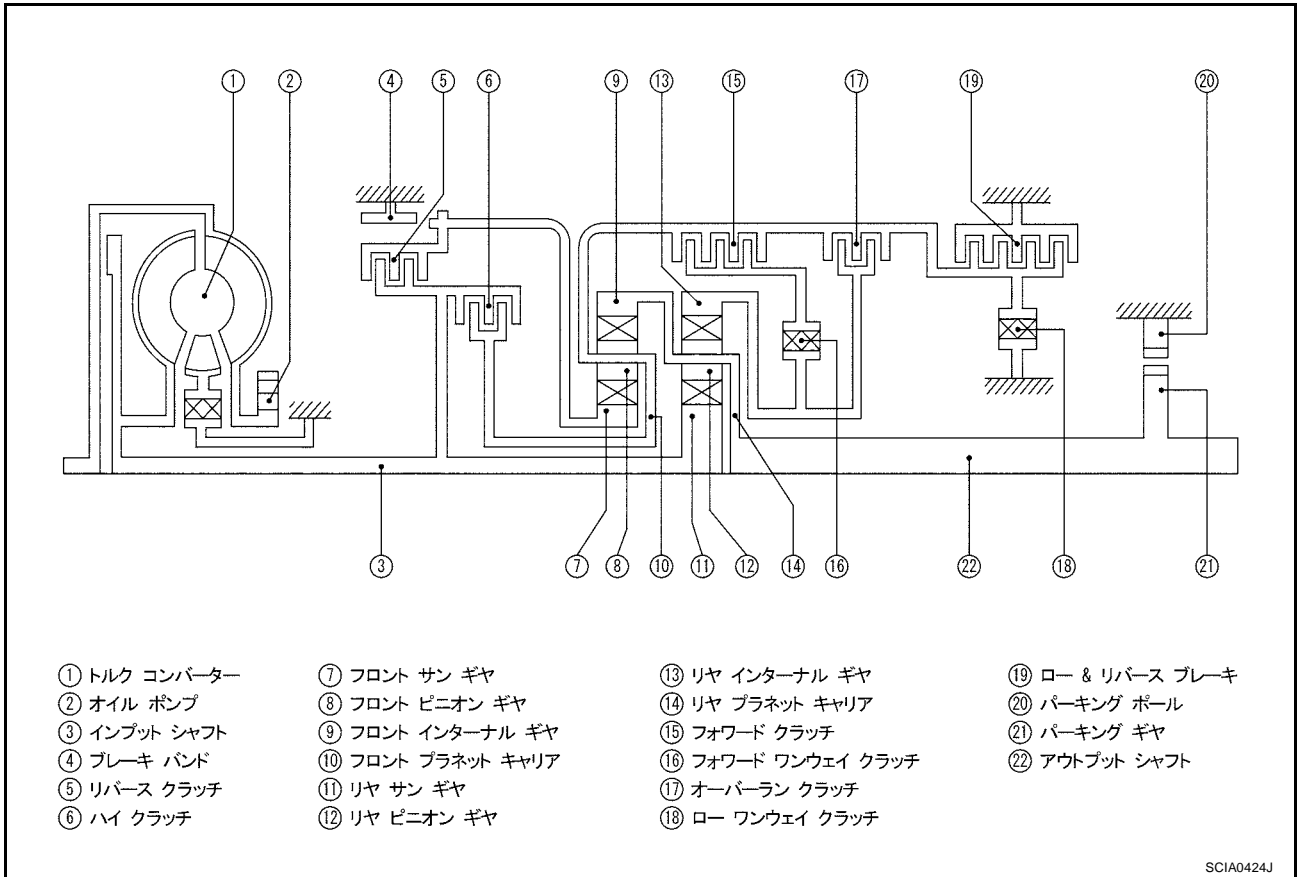 ① ② ④ ⑤ ⑥ ⑨ ⑬ ⑮ ⑰ ⑲ ⑳
③ ⑦ ⑧ ⑩ ⑪ ⑫ ⑭ ⑯ ㉒ ⑱ ㉑
① トルク コンバーター
② オイル ポンプ
③ インプット シャフト
④ ブレーキ バンド
⑤ リバース クラッチ
⑥ ハイ クラッチ
⑦ フロント サン ギヤ
⑧ フロント ピニオン ギヤ
⑨ フロント インターナル ギヤ
⑩ フロント プラネット キャリア
⑪ リヤ サン ギヤ
⑫ リヤ ピニオン ギヤ
⑬ リヤ インターナル ギヤ
⑭ リヤ プラネット キャリア
⑮ フォワード クラッチ
⑯ フォワード ワンウェイ クラッチ
⑰ オーバーラン クラッチ
⑱ ロー ワンウェイ クラッチ
⑲ ロー & リバース ブレーキ
⑳ パーキング ポール
㉑ パーキング ギヤ
㉒ アウトプット シャフト
SCIA0424J